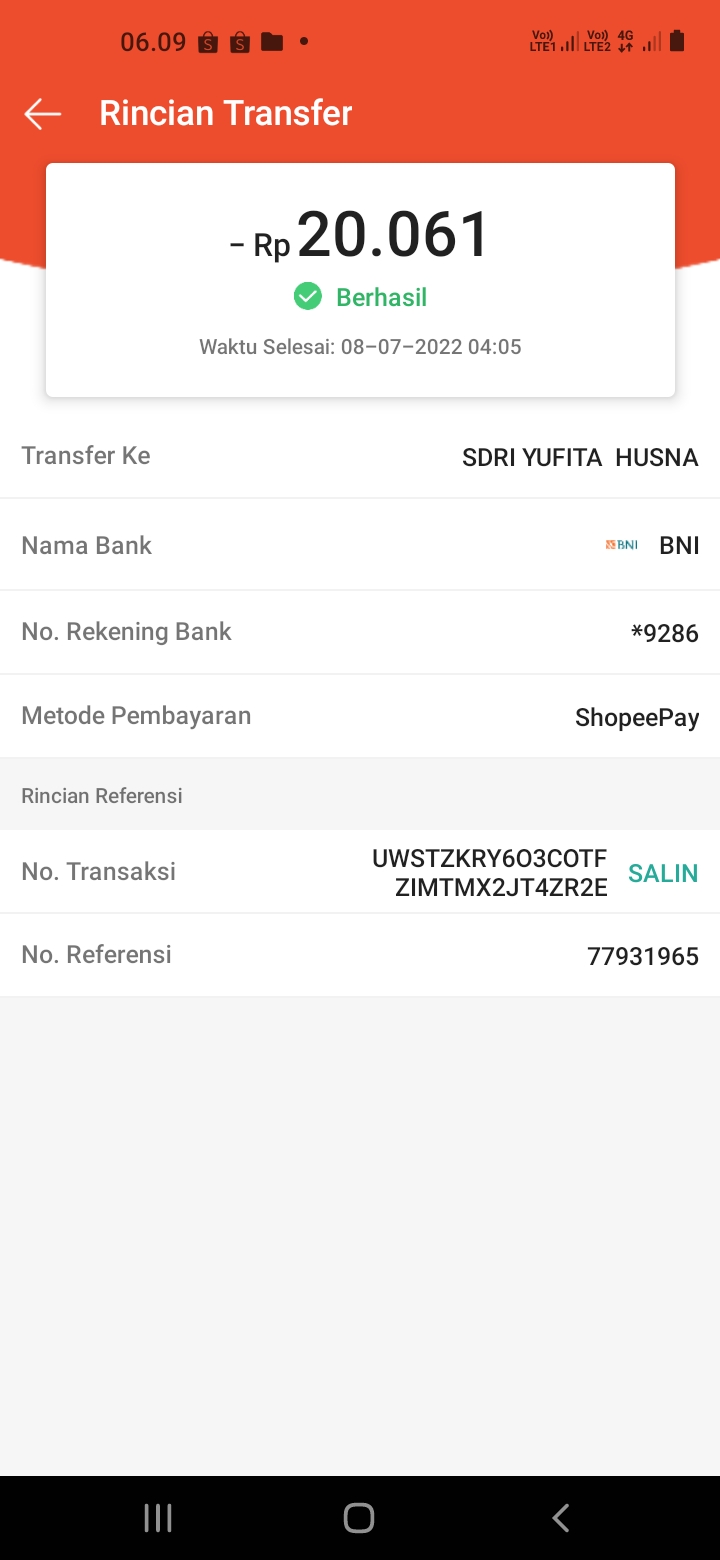 06.09
Vo)) LTE1 Vo)) LTE2 4G
Rincian Transfer
- Rp 20.061
Berhasil
Waktu Selesai: 08-07-2022 04:05
Transfer Ke SDRI YUFITA HUSNA
Nama Bank BNI BNI
No. Rekening Bank *9286
Metode Pembayaran ShopeePay
Rincian Referensi
No. Transaksi UWSTZKRY6O3COTF
ZIMTMX2JT4ZR2E SALIN
No. Referensi 77931965